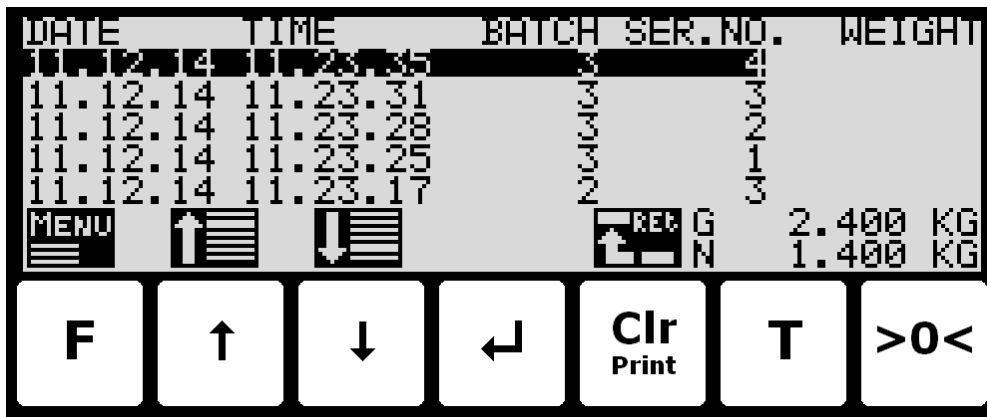 DATE TIME BATCH SER.NO. WEIGHT
11.12.14 11.23.35 3 4
11.12.14 11.23.31 3 3
11.12.14 11.23.28 3 2
11.12.14 11.23.25 3 1
11.12.14 11.23.17 2 3
MENU REG G 2.400 KG
N 1.400 KG
F ↑ ↓ ↵ Clr T >0<
Print